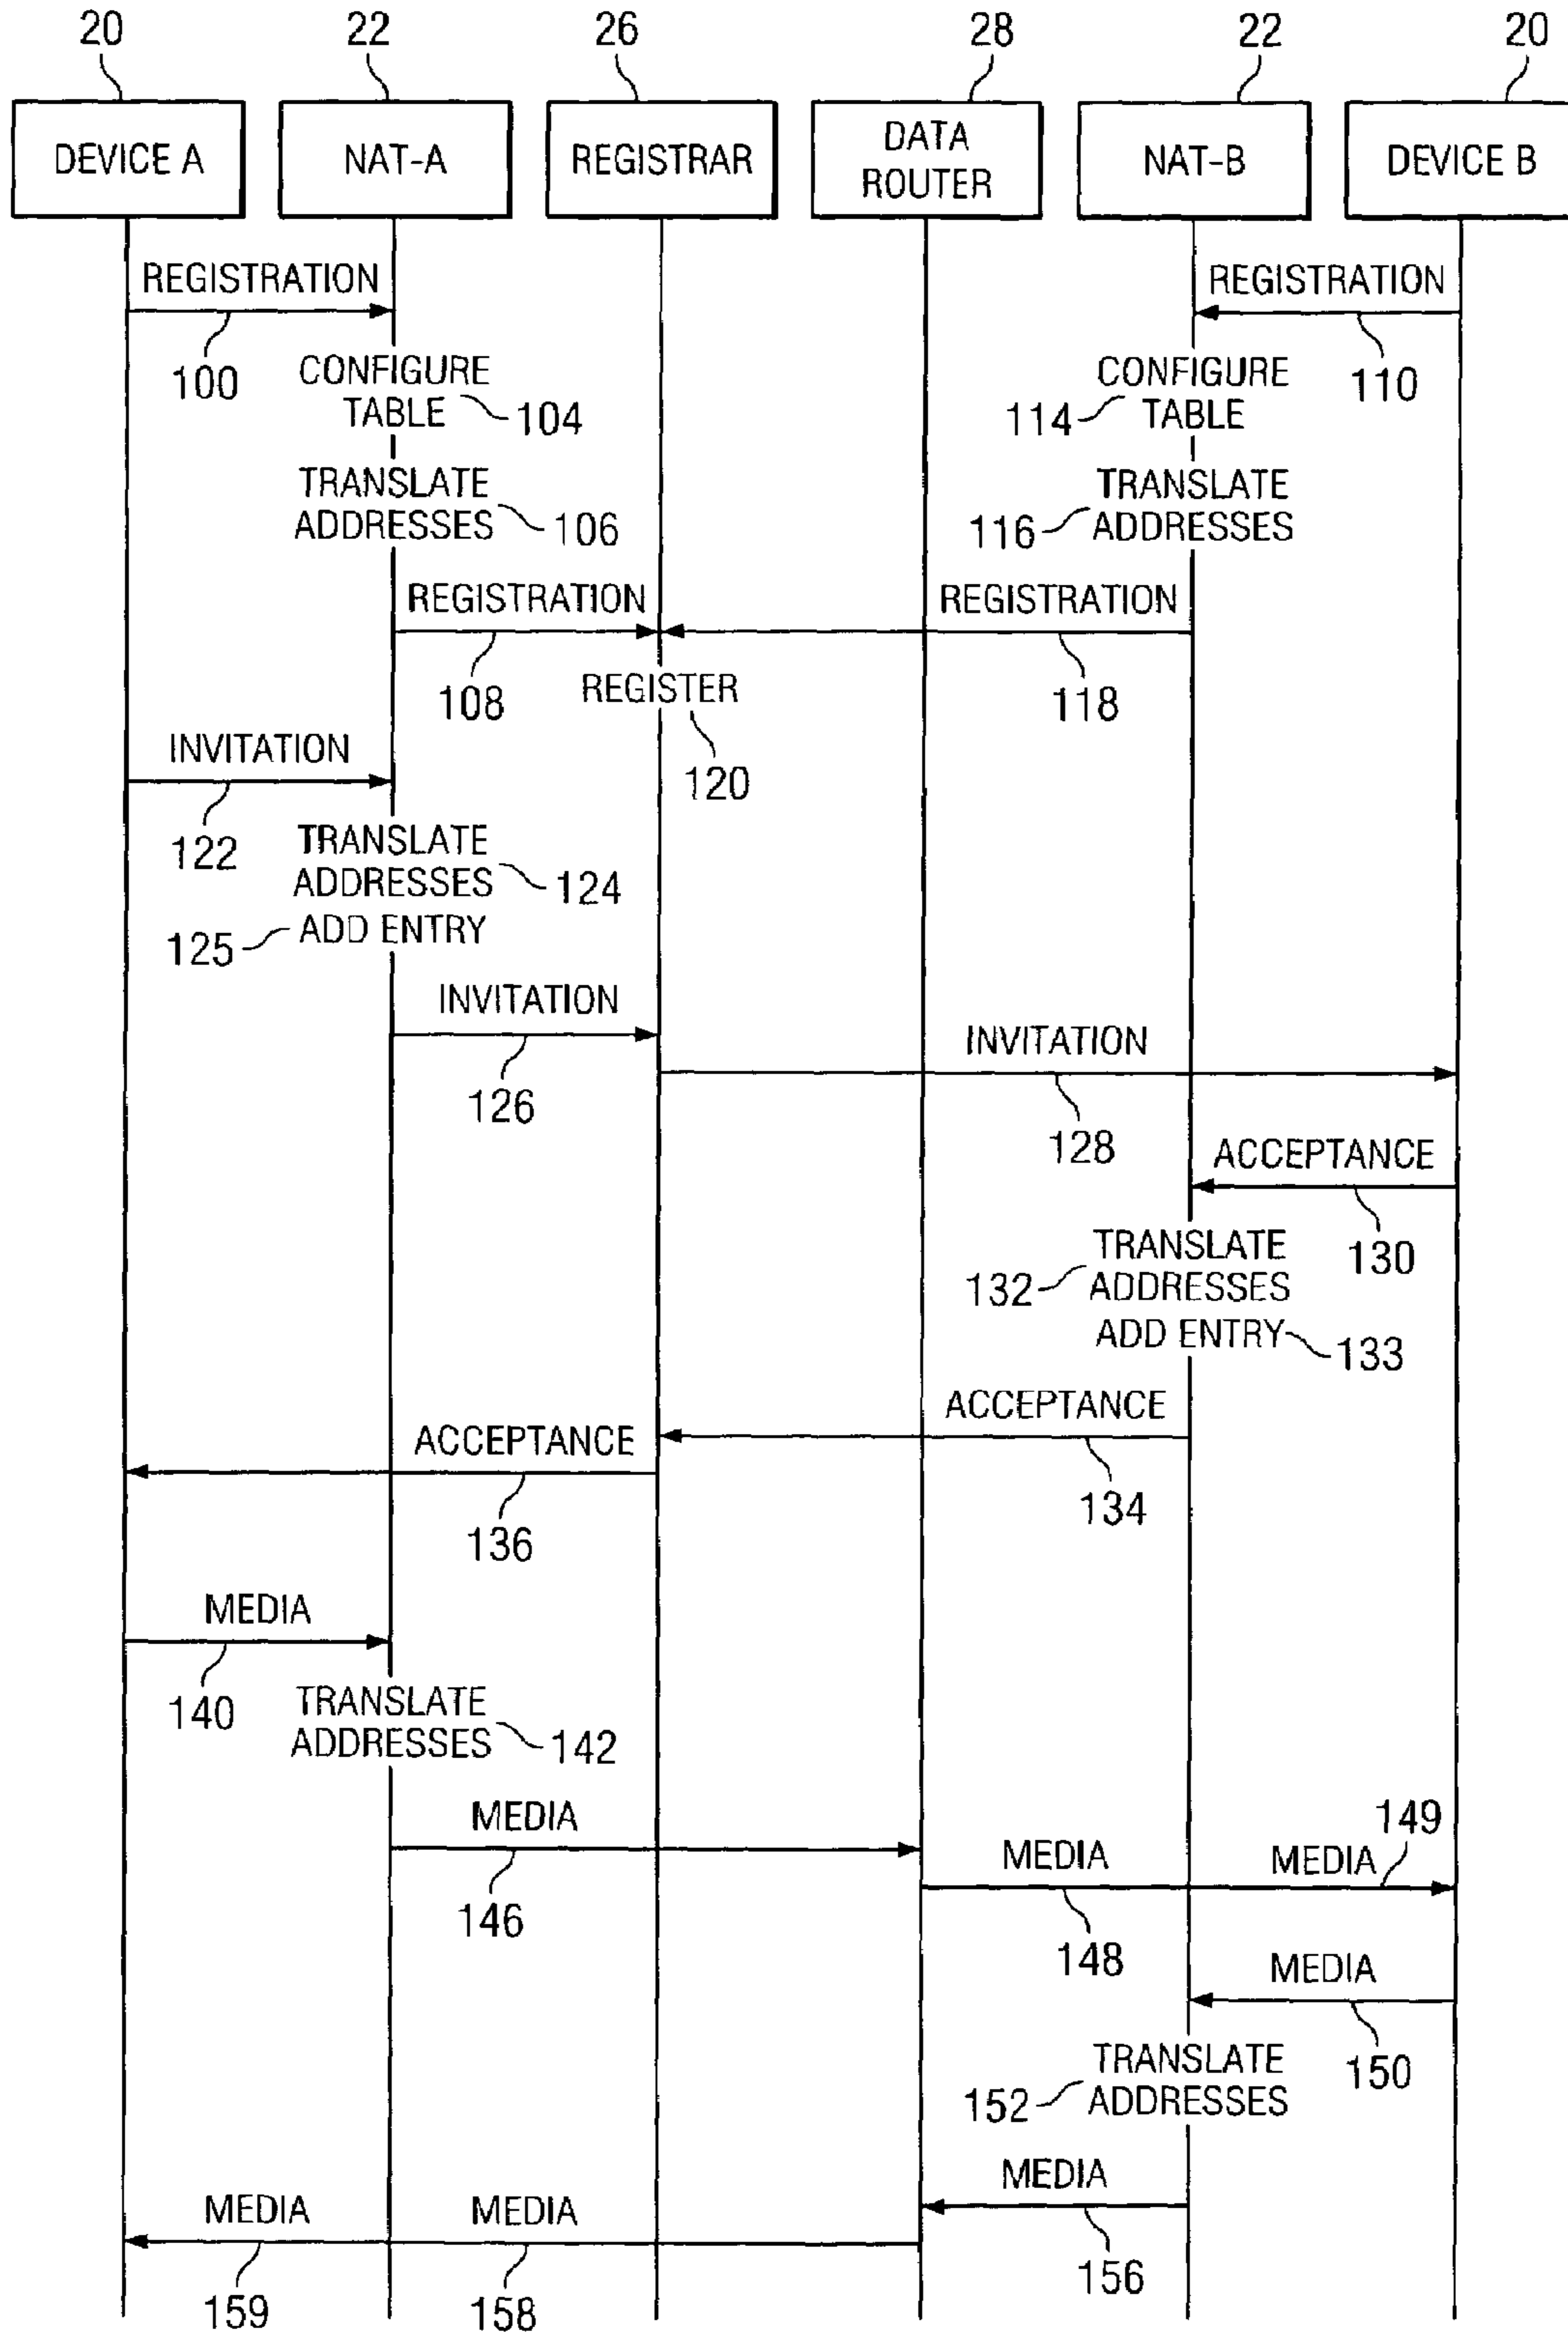 20 22 26 28 22 20
DEVICE A NAT-A REGISTRAR DATA ROUTER NAT-B DEVICE B
REGISTRATION REGISTRATION
100 110
CONFIGURE CONFIGURE
TABLE 104 114 TABLE
TRANSLATE TRANSLATE
ADDRESSES 106 116 ADDRESSES
REGISTRATION REGISTRATION
108 REGISTER 118
INVITATION 120
122 TRANSLATE
ADDRESSES 124
125 ADD ENTRY
INVITATION
INVITATION
126
128 ACCEPTANCE
TRANSLATE 130
132 ADDRESSES
ADD ENTRY 133
ACCEPTANCE
ACCEPTANCE
134
136
MEDIA
140 TRANSLATE
ADDRESSES 142
MEDIA 149
MEDIA MEDIA
146
148 MEDIA
TRANSLATE 150
152 ADDRESSES
MEDIA
MEDIA MEDIA
156
159 158